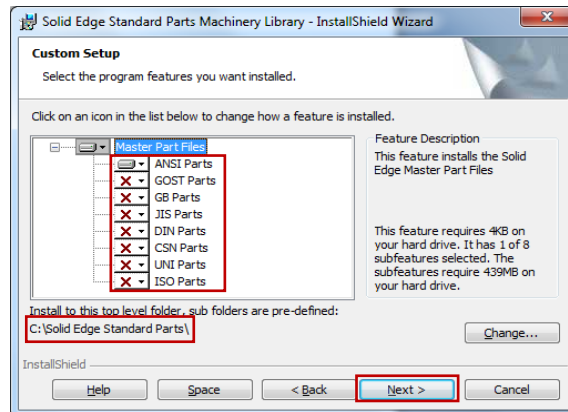 Solid Edge Standard Parts Machinery Library - InstallShield Wizard
Custom Setup
Select the program features you want installed.
Click on an icon in the list below to change how a feature is installed.
Master Part Files
ANSI Parts
GOST Parts
GB Parts
JIS Parts
DIN Parts
CSN Parts
UNI Parts
ISO Parts
Feature Description
This feature installs the Solid
Edge Master Part Files
This feature requires 4KB on
your hard drive. It has 1 of 8
subfeatures selected. The
subfeatures require 439MB on
your hard drive.
Install to this top level folder, sub folders are pre-defined:
C:\Solid Edge Standard Parts\
Change...
InstallShield
Help
Space
< Back
Next >
Cancel